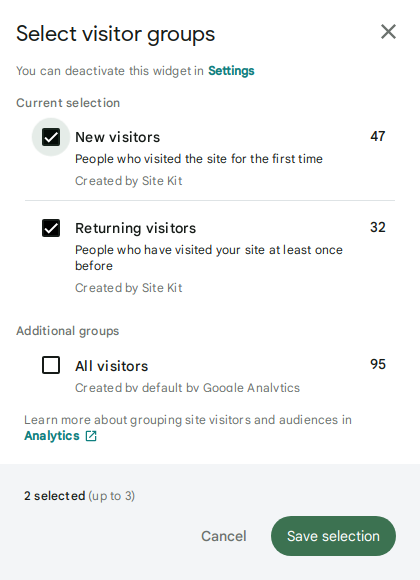 Select visitor groups
You can deactivate this widget in Settings
Current selection
New visitors 47
People who visited the site for the first time
Created by Site Kit
Returning visitors 32
People who have visited your site at least once
before
Created by Site Kit
Additional groups
All visitors 95
Created by default by Google Analytics
Learn more about grouping site visitors and audiences in
Analytics
2 selected (up to 3)
Cancel Save selection